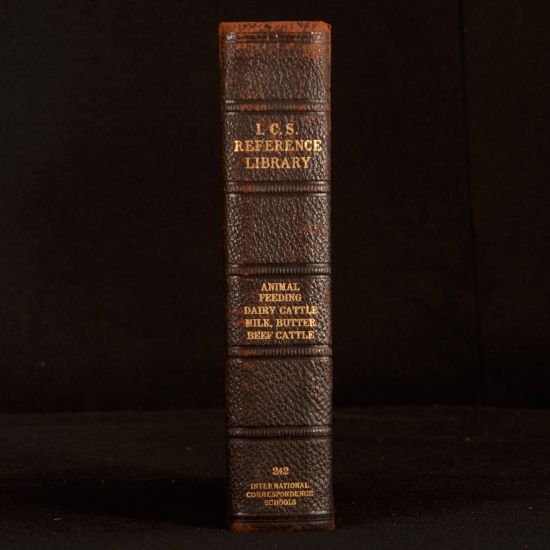 I. C. S.
REFERENCE
LIBRARY
ANIMAL
FEEDING
DAIRY CATTLE
MILK, BUTTER
BEEF CATTLE
242
INTERNATIONAL
CORRESPONDENCE
SCHOOLS